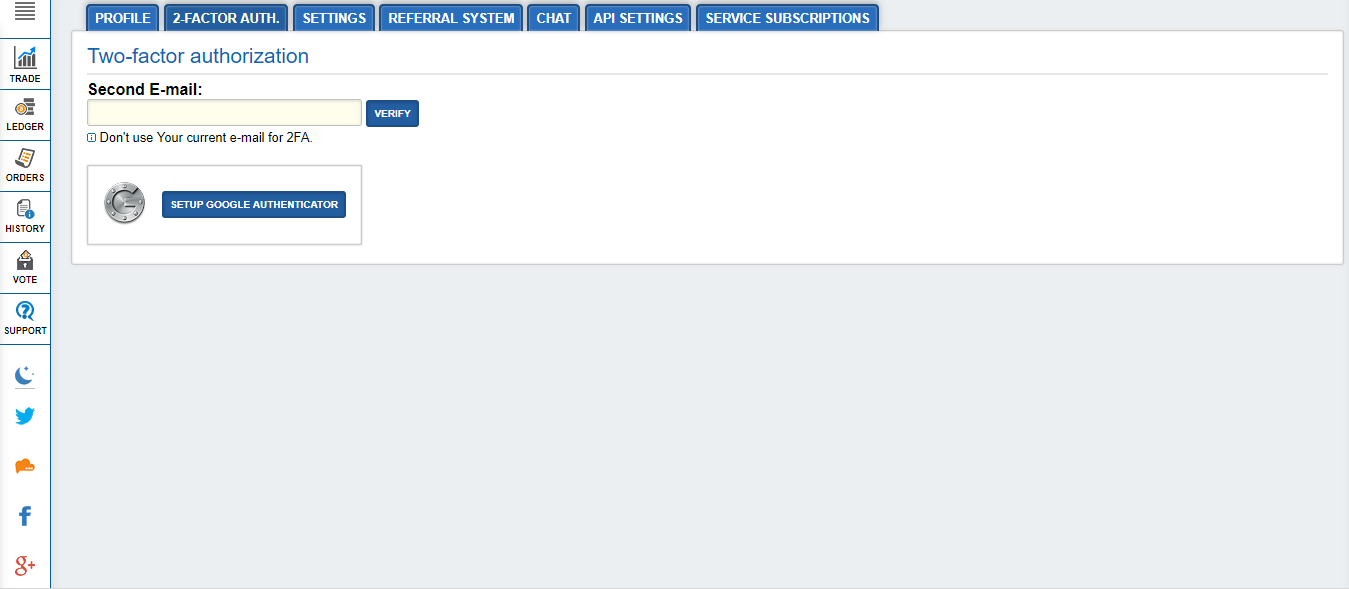 PROFILE 2-FACTOR AUTH. SETTINGS REFERRAL SYSTEM CHAT API SETTINGS SERVICE SUBSCRIPTIONS
Two-factor authorization
Second E-mail:
VERIFY
Don't use Your current e-mail for 2FA.
SETUP GOOGLE AUTHENTICATOR
TRADE
LEDGER
ORDERS
HISTORY
VOTE
SUPPORT
g+